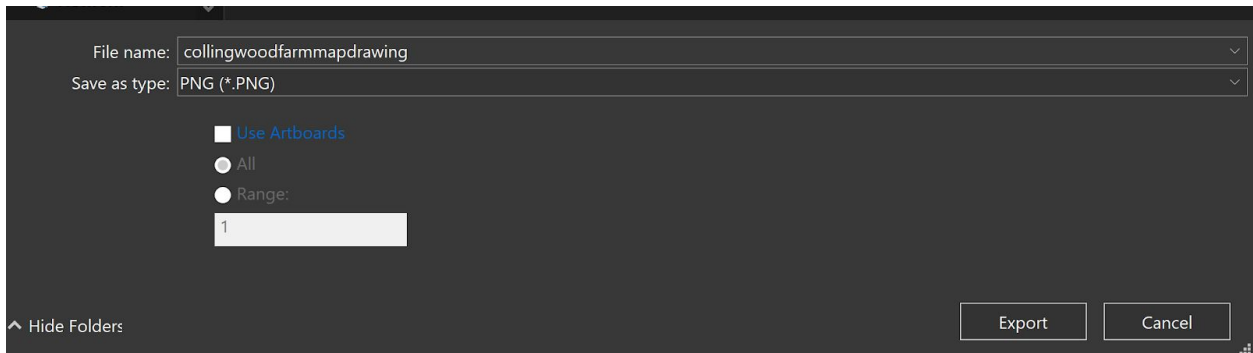 File name: collingwoodfarmmapdrawing
Save as type: PNG (*.PNG)
Use Artboards
All
Range:
1
Hide Folders
Export Cancel